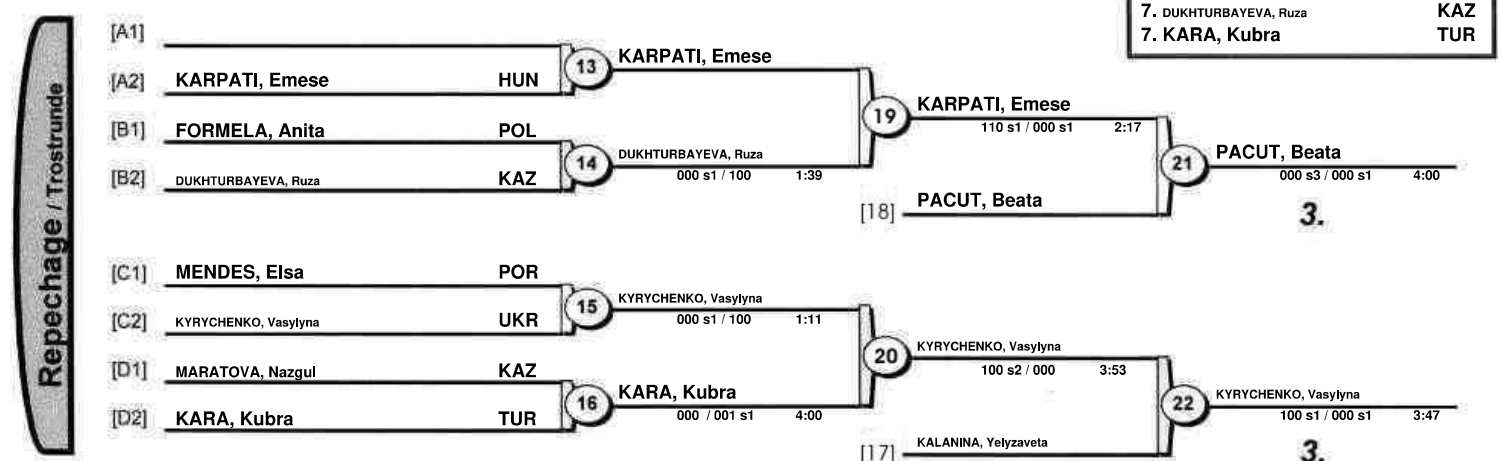 7. DUKHTURBAYEVA, Ruza KAZ
7. KARA, Kubra TUR
Repechage / Trostrunde
[A1]
[A2] KARPATI, Emese HUN
13 KARPATI, Emese
[B1] FORMELA, Anita POL
[B2] DUKHTURBAYEVA, Ruza KAZ
14 DUKHTURBAYEVA, Ruza
000 s1 / 100 1:39
19 KARPATI, Emese
110 s1 / 000 s1 2:17
[18] PACUT, Beata
21 PACUT, Beata
000 s3 / 000 s1 4:00
3.
[C1] MENDES, Elsa POR
[C2] KYRYCHENKO, Vasylyna UKR
15 KYRYCHENKO, Vasylyna
000 s1 / 100 1:11
[D1] MARATOVA, Nazgul KAZ
[D2] KARA, Kubra TUR
16 KARA, Kubra
000 / 001 s1 4:00
20 KYRYCHENKO, Vasylyna
100 s2 / 000 3:53
[17] KALANINA, Yelyzaveta
22 KYRYCHENKO, Vasylyna
100 s1 / 000 s1 3:47
3.